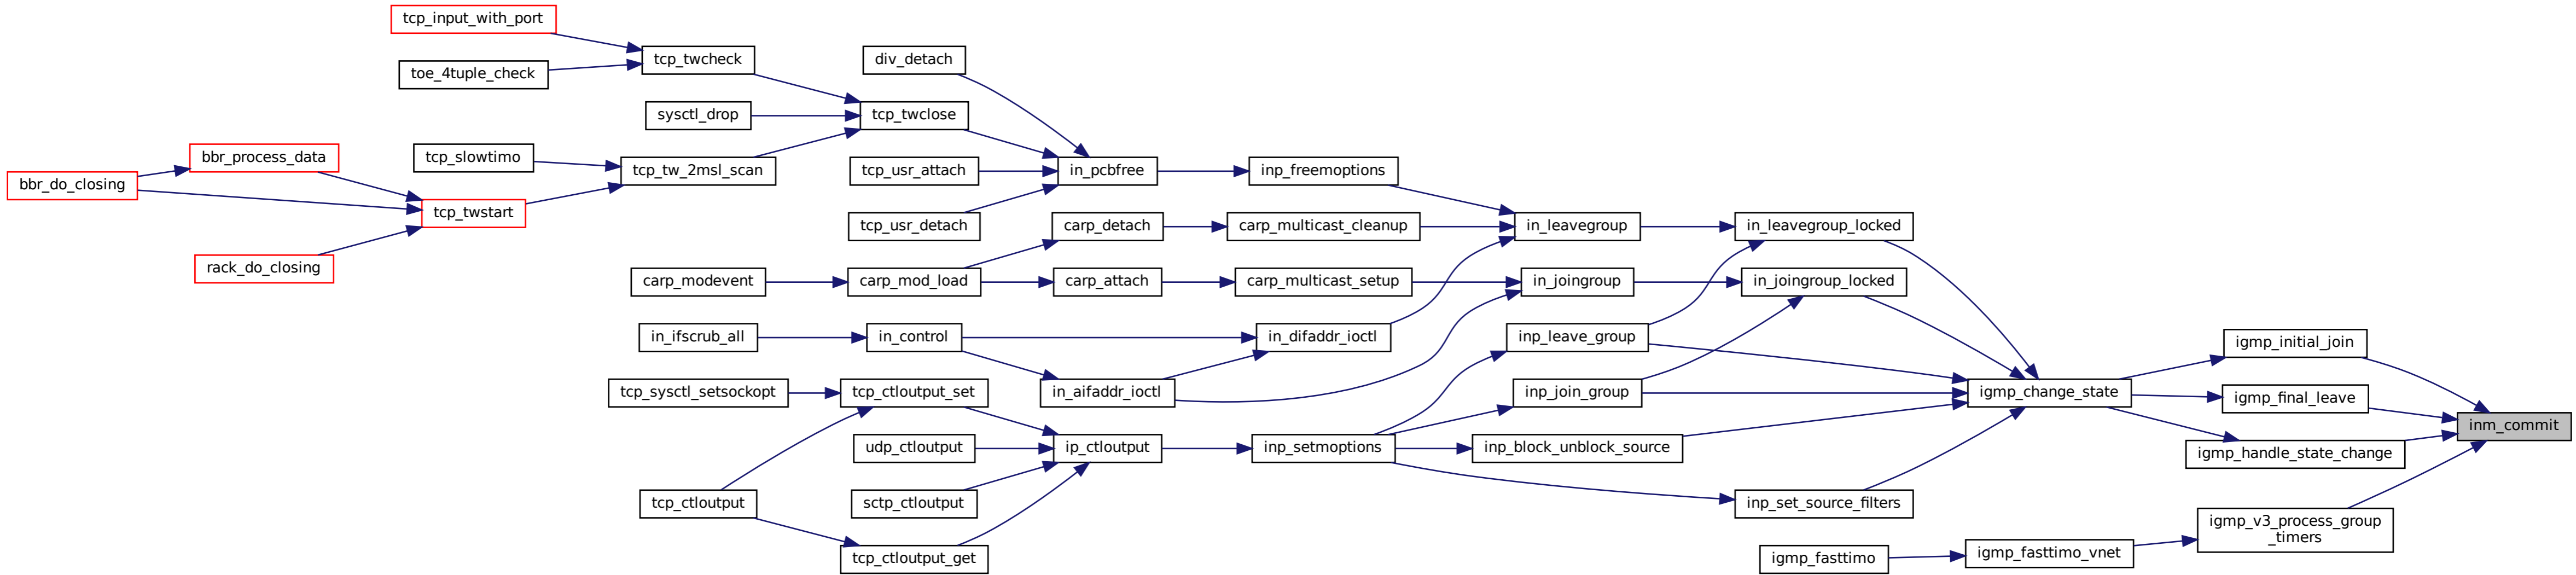 tcp_input_with_port
tcp_twcheck
div_detach
toe_4tuple_check
sysctl_drop
tcp_twclose
bbr_process_data
tcp_slowtimo
tcp_tw_2msl_scan
tcp_usr_attach
in_pcbfree
inp_freemoptions
bbr_do_closing
tcp_twstart
tcp_usr_detach
carp_detach
carp_multicast_cleanup
in_leavegroup
in_leavegroup_locked
rack_do_closing
carp_modevent
carp_mod_load
carp_attach
carp_multicast_setup
in_joingroup
in_joingroup_locked
in_ifscrub_all
in_control
in_difaddr_ioctl
inp_leave_group
igmp_initial_join
tcp_sysctl_setsockopt
tcp_ctloutput_set
in_aifaddr_ioctl
inp_join_group
igmp_change_state
igmp_final_leave
inm_commit
udp_ctloutput
ip_ctloutput
inp_setmoptions
inp_block_unblock_source
igmp_handle_state_change
tcp_ctloutput
sctp_ctloutput
inp_set_source_filters
igmp_v3_process_group
_timers
tcp_ctloutput_get
igmp_fasttimo
igmp_fasttimo_vnet